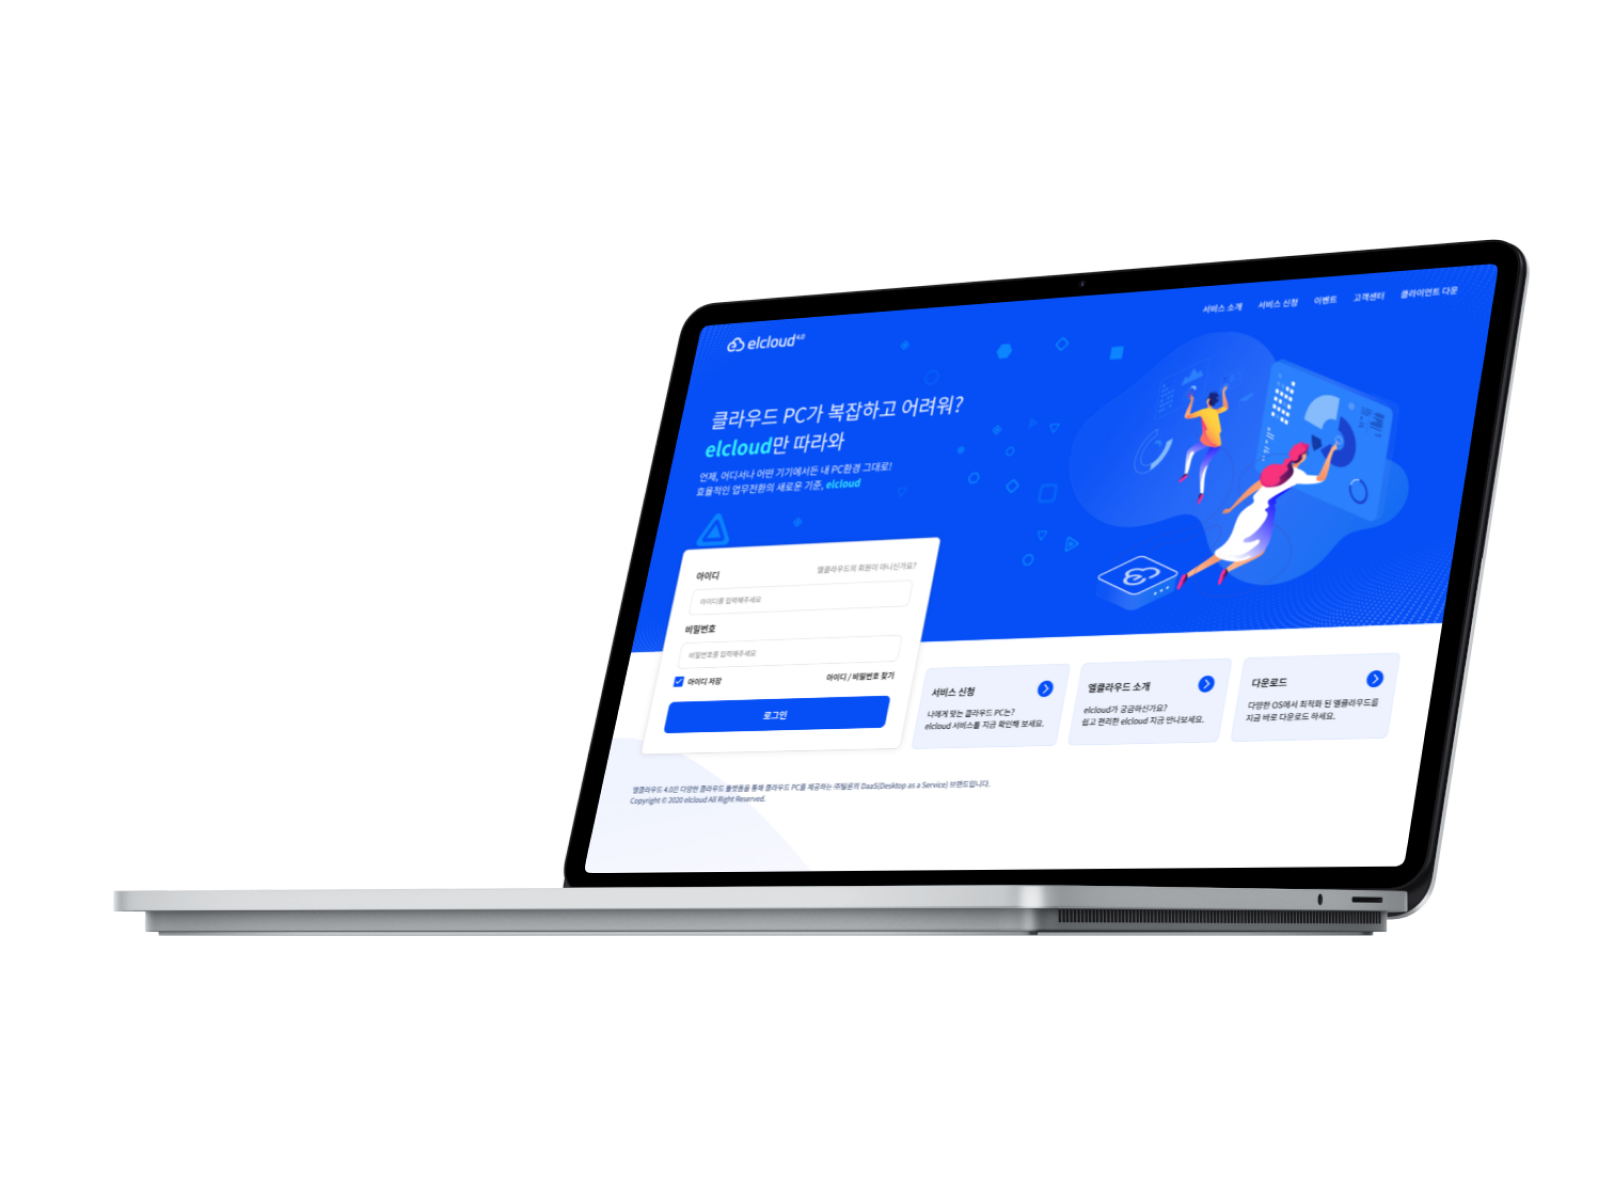 elcloud 4.0
서비스 소개 서비스 신청 이벤트 고객센터 클라이언트 다운
클라우드 PC가 복잡하고 어려워?
elcloud만 따라와
언제, 어디서나 어떤 기기에서든 내 PC환경 그대로!
효율적인 업무전환의 새로운 기준, elcloud
아이디 엘클라우드의 회원이 아니신가요?
아이디를 입력해주세요
비밀번호
비밀번호를 입력해주세요
아이디 저장 아이디 / 비밀번호 찾기
로그인
서비스 신청
나에게 맞는 클라우드 PC는?
elcloud 서비스를 지금 확인해 보세요.
엘클라우드 소개
elcloud가 궁금하신가요?
쉽고 편리한 elcloud 지금 만나보세요.
다운로드
다양한 OS에서 최적화 된 엘클라우드를
지금 바로 다운로드 하세요.
엘클라우드 4.0은 다양한 클라우드 플랫폼을 통해 클라우드 PC를 제공하는 ㈜틸론의 DaaS(Desktop as a Service) 브랜드입니다.
Copyright © 2020 elcloud All Right Reserved.